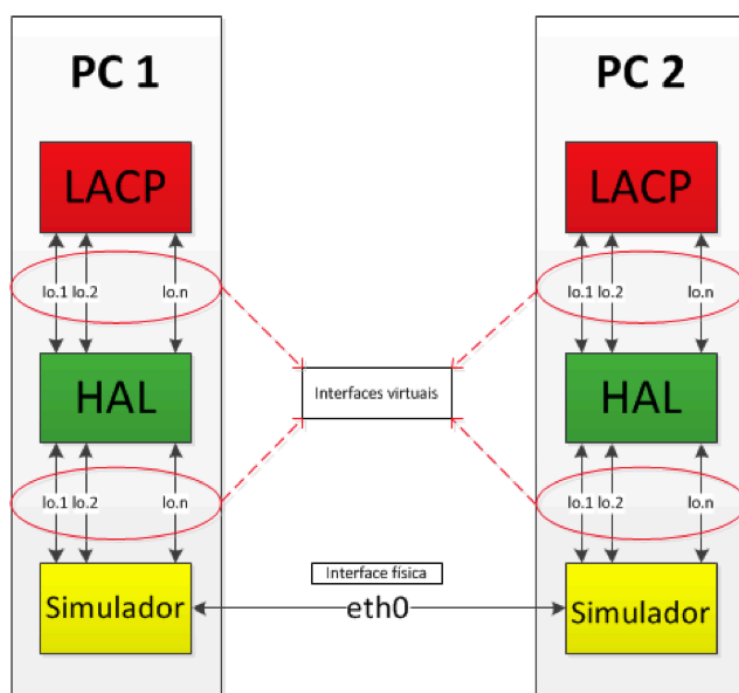 PC 1
PC 2
LACP
LACP
lo.1 lo.2 lo.n
lo.1 lo.2 lo.n
Interfaces virtuais
HAL
HAL
lo.1 lo.2 lo.n
lo.1 lo.2 lo.n
Interface física
eth0
Simulador
Simulador